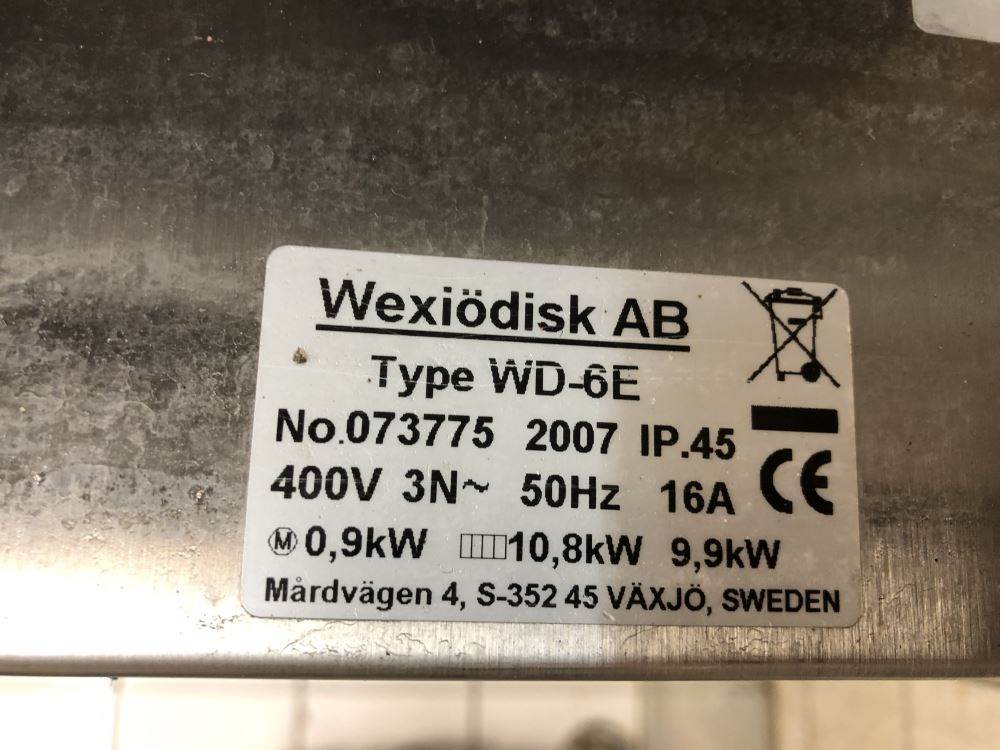 Wexiödisk AB
Type WD-6E
No.073775 2007 IP.45
400V 3N~ 50Hz 16A CE
M 0,9kW 10,8kW 9,9kW
Mårdvägen 4, S-352 45 VÄXJÖ, SWEDEN